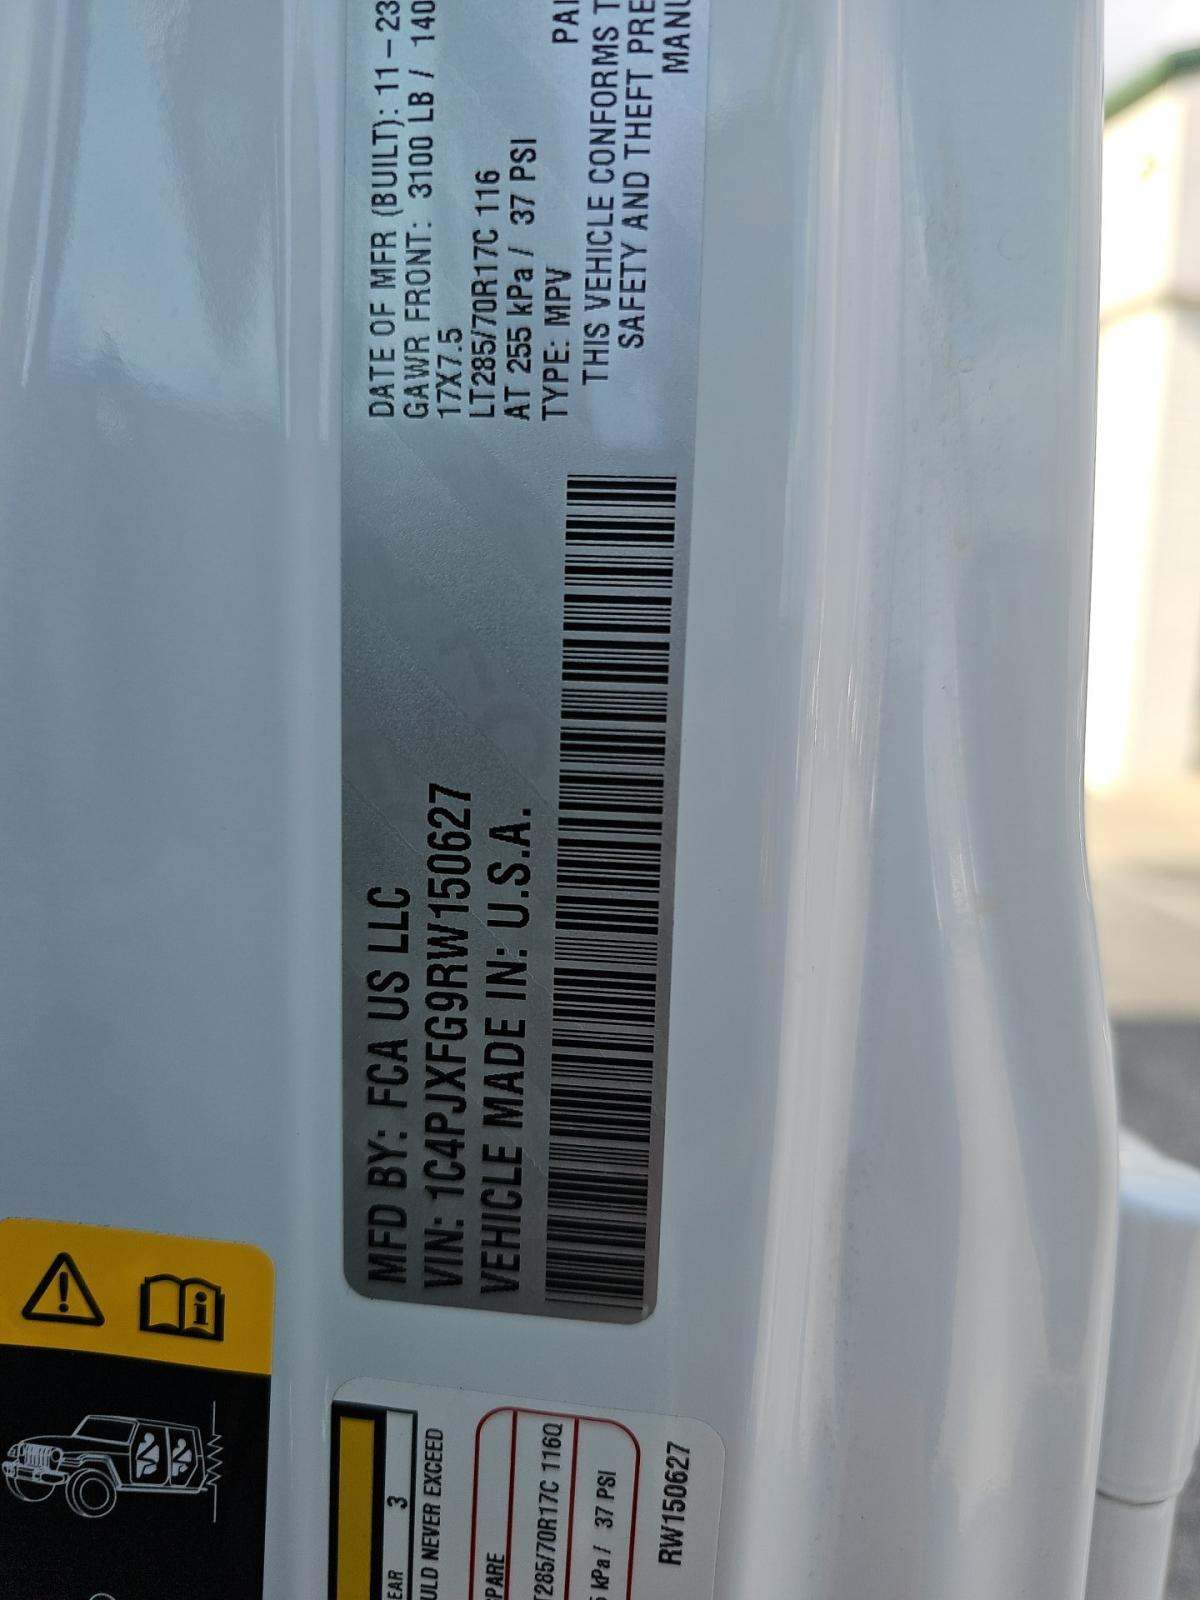 MFD BY: FCA US LLC
VIN: 1C4PJXFG9RW150627
VEHICLE MADE IN: U.S.A.
DATE OF MFR (BUILT): 11-23
GAWR FRONT: 3100 LB / 140
17X7.5
LT285/70R17C 116
AT 255 kPa / 37 PSI
TYPE: MPV
PAI
THIS VEHICLE CONFORMS T
SAFETY AND THEFT PRE
MANU
EAR 3
ULD NEVER EXCEED
SPARE
T285/70R17C 116Q
5 kPa / 37 PSI
RW150627